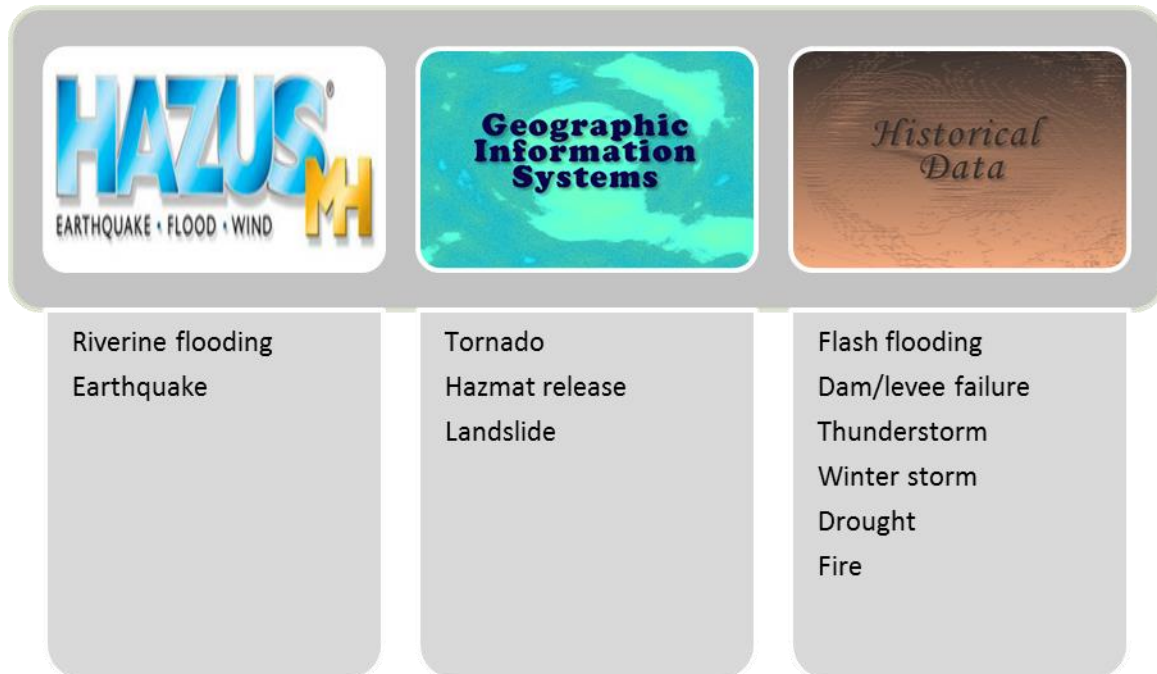 HAZUS®
MH
EARTHQUAKE • FLOOD • WIND
Geographic
Information
Systems
Historical
Data
Riverine flooding
Earthquake
Tornado
Hazmat release
Landslide
Flash flooding
Dam/levee failure
Thunderstorm
Winter storm
Drought
Fire